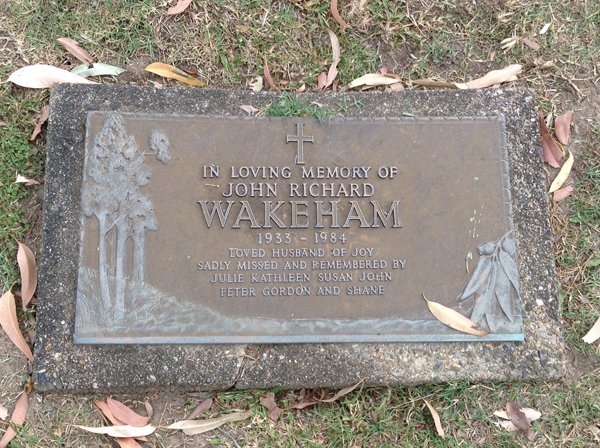 IN LOVING MEMORY OF
JOHN RICHARD
WAKEHAM
1933 - 1984
LOVED HUSBAND OF JOY
SADLY MISSED AND REMEMBERED BY
JULIE KATHLEEN SUSAN JOHN
PETER GORDON AND SHANE